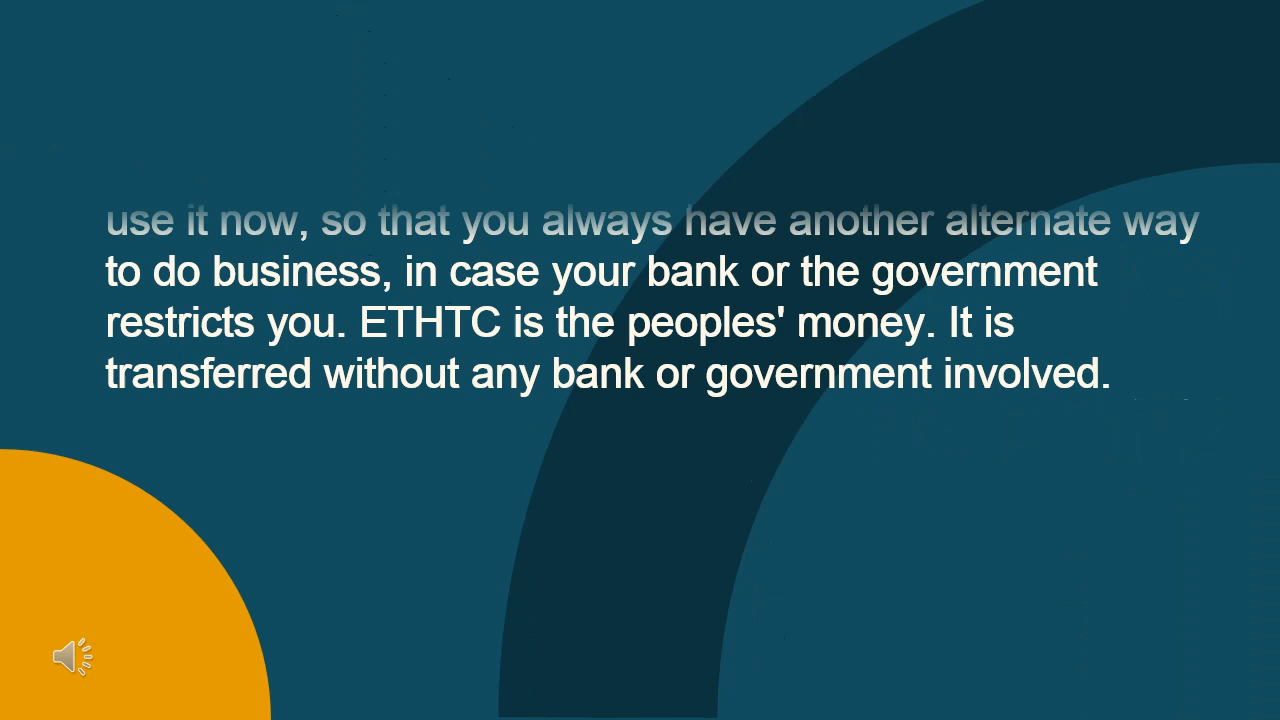 use it now, so that you always have another alternate way
to do business, in case your bank or the government
restricts you. ETHTC is the peoples' money. It is
transferred without any bank or government involved.